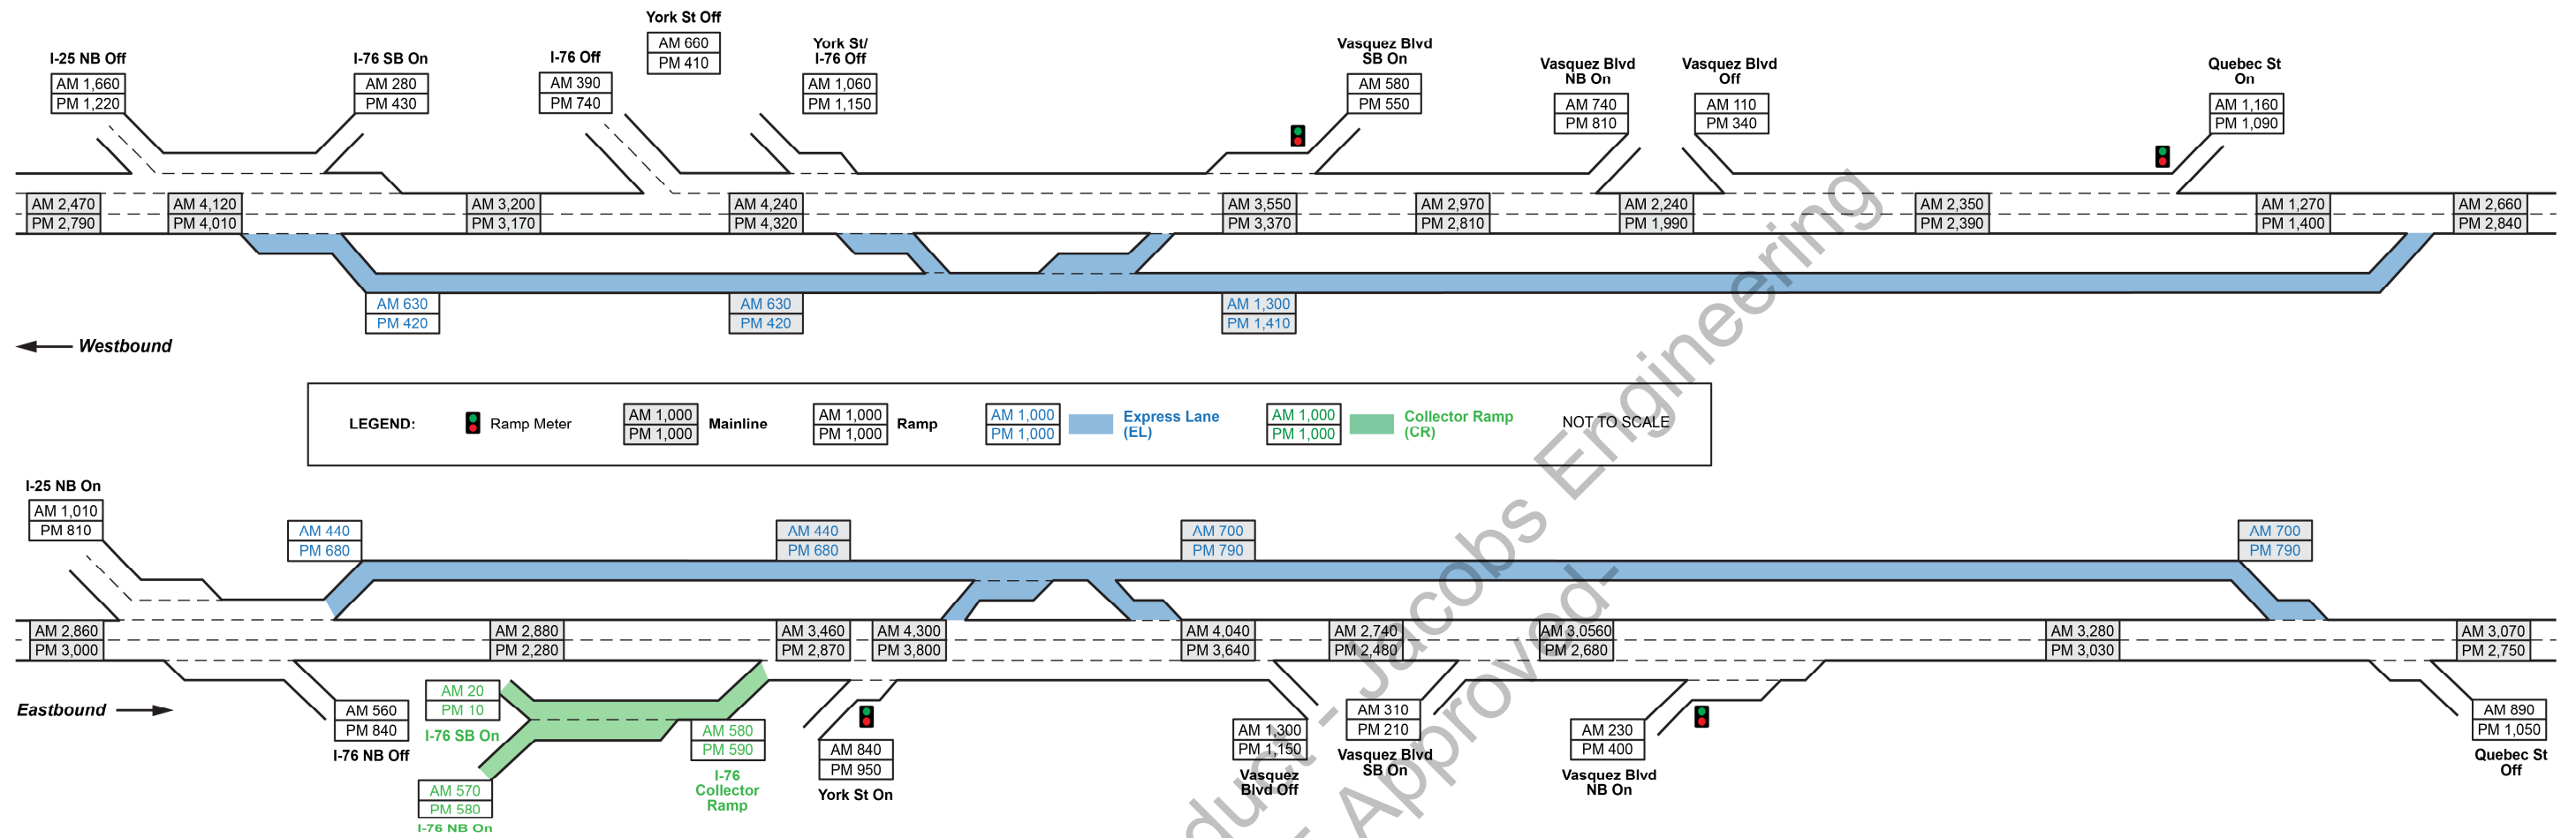 York St Off
AM 660
PM 410
I-25 NB Off
AM 1,660
PM 1,220
I-76 SB On
AM 280
PM 430
I-76 Off
AM 390
PM 740
York St/
I-76 Off
AM 1,060
PM 1,150
Vasquez Blvd
SB On
AM 580
PM 550
Vasquez Blvd
NB On
AM 740
PM 810
Vasquez Blvd
Off
AM 110
PM 340
Quebec St
On
AM 1,160
PM 1,090
AM 2,470
PM 2,790
AM 4,120
PM 4,010
AM 3,200
PM 3,170
AM 4,240
PM 4,320
AM 3,550
PM 3,370
AM 2,970
PM 2,810
AM 2,240
PM 1,990
AM 2,350
PM 2,390
AM 1,270
PM 1,400
AM 2,660
PM 2,840
AM 630
PM 420
AM 630
PM 420
AM 1,300
PM 1,410
Westbound
LEGEND:
Ramp Meter
AM 1,000
PM 1,000
Mainline
AM 1,000
PM 1,000
Ramp
AM 1,000
PM 1,000
Express Lane
(EL)
AM 1,000
PM 1,000
Collector Ramp
(CR)
NOT TO SCALE
I-25 NB On
AM 1,010
PM 810
AM 440
PM 680
AM 440
PM 680
AM 700
PM 790
AM 700
PM 790
AM 2,860
PM 3,000
AM 2,880
PM 2,280
AM 3,460
PM 2,870
AM 4,300
PM 3,800
AM 4,040
PM 3,640
AM 2,740
PM 2,480
AM 3,0560
PM 2,680
AM 3,280
PM 3,030
AM 3,070
PM 2,750
Eastbound
AM 560
PM 840
I-76 NB Off
AM 20
PM 10
I-76 SB On
AM 570
PM 580
I-76 NB On
AM 580
PM 590
I-76
Collector
Ramp
AM 840
PM 950
York St On
AM 1,300
PM 1,150
Vasquez
Blvd Off
AM 310
PM 210
Vasquez Blvd
SB On
AM 230
PM 400
Vasquez Blvd
NB On
AM 890
PM 1,050
Quebec St
Off
duct - Jacobs Engineering
Approved-